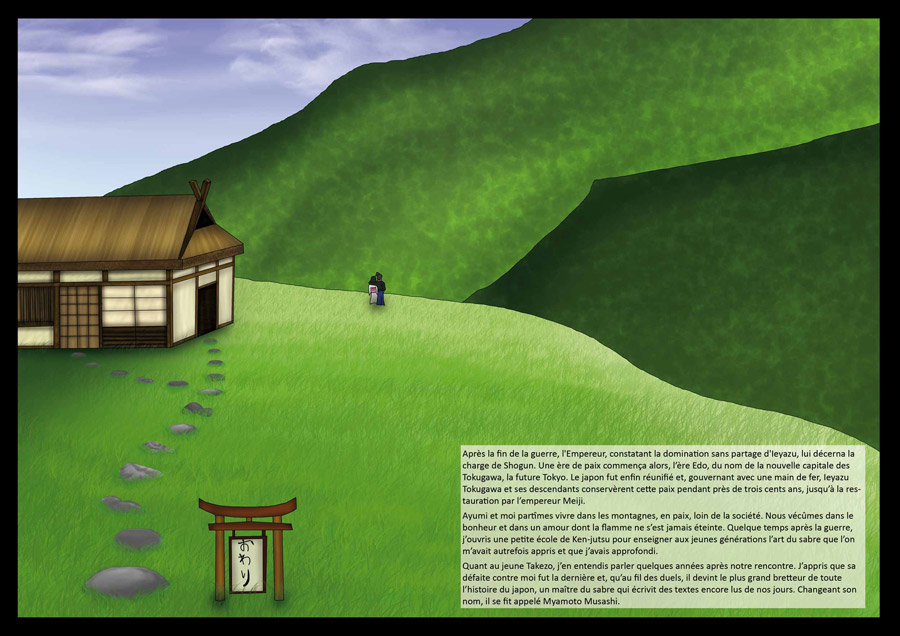 おわり
Après la fin de la guerre, l'Empereur, constatant la domination sans partage d'Ieyazu, lui décerna la
charge de Shogun. Une ère de paix commença alors, l'ère Edo, du nom de la nouvelle capitale des
Tokugawa, la future Tokyo. Le japon fut enfin réunifié et, gouvernant avec une main de fer, Ieyazu
Tokugawa et ses descendants conservèrent cette paix pendant près de trois cents ans, jusqu'à la res-
tauration par l'empereur Meiji.
Ayumi et moi partîmes vivre dans les montagnes, en paix, loin de la société. Nous vécûmes dans le
bonheur et dans un amour dont la flamme ne s'est jamais éteinte. Quelque temps après la guerre,
j'ouvris une petite école de Ken-jutsu pour enseigner aux jeunes générations l'art du sabre que l'on
m'avait autrefois appris et que j'avais approfondi.
Quant au jeune Takezo, j'en entendis parler quelques années après notre rencontre. J'appris que sa
défaite contre moi fut la dernière et, qu'au fil des duels, il devint le plus grand bretteur de toute
l'histoire du japon, un maître du sabre qui écrivit des textes encore lus de nos jours. Changeant son
nom, il se fit appelé Myamoto Musashi.